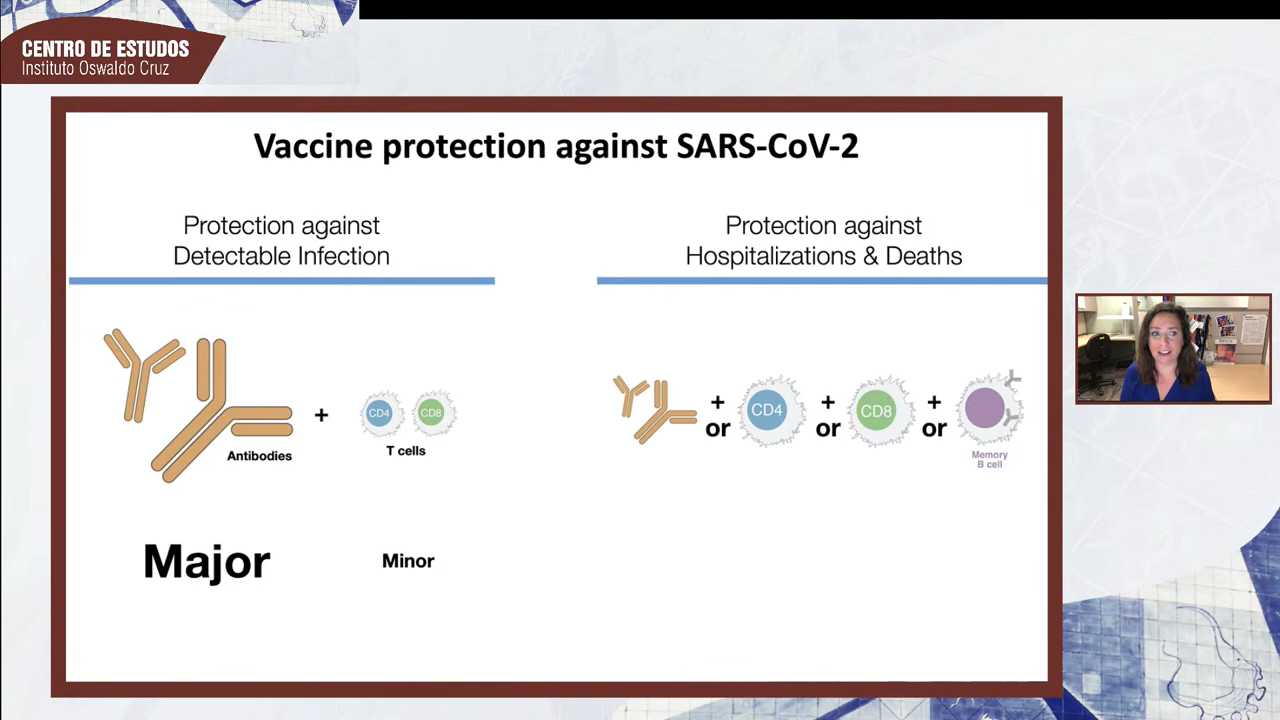 CENTRO DE ESTUDOS
Instituto Oswaldo Cruz
Vaccine protection against SARS-CoV-2
Protection against
Detectable Infection
Protection against
Hospitalizations & Deaths
Antibodies
+
CD4
CD8
T cells
+
or
CD4
+
or
CD8
+
or
Memory
B cell
Major
Minor